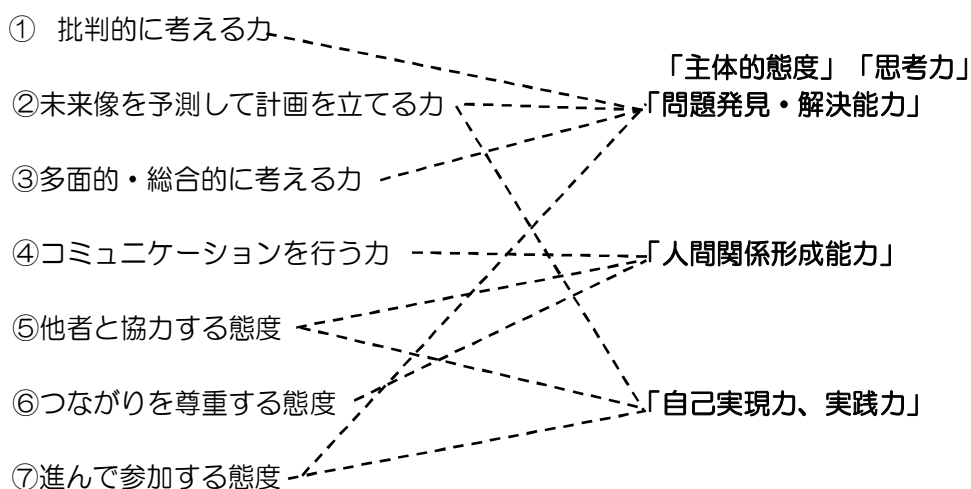 ① 批判的に考える力
「主体的態度」「思考力」
②未来像を予測して計画を立てる力
「問題発見・解決能力」
③多面的・総合的に考える力
④コミュニケーションを行う力
「人間関係形成能力」
⑤他者と協力する態度
⑥つながりを尊重する態度
「自己実現力、実践力」
⑦進んで参加する態度